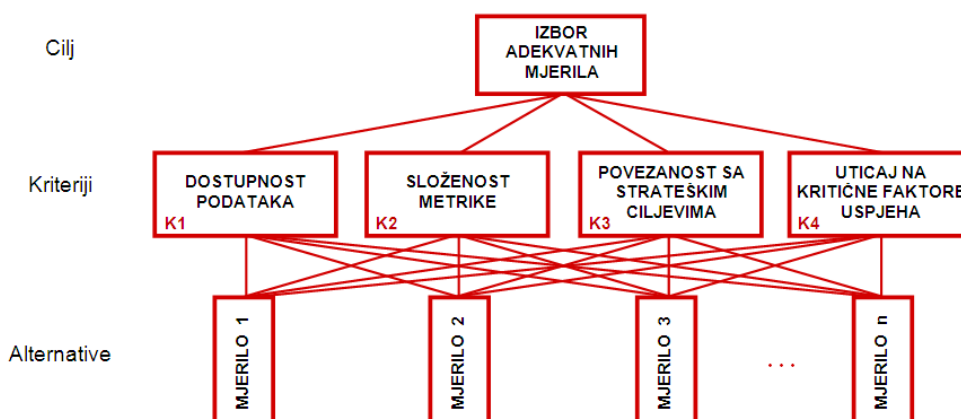 Cilj
IZBOR
ADEKVATNIH
MJERILA
Kriteriji
DOSTUPNOST
PODATAKA
K1
SLOŽENOST
METRIKE
K2
POVEZANOST SA
STRATEŠKIM
CILJEVIMA
K3
UTICAJ NA
KRITIČNE FAKTORE
USPJEHA
K4
Alternative
MJERILO 1
MJERILO 2
MJERILO 3
...
MJERILO n